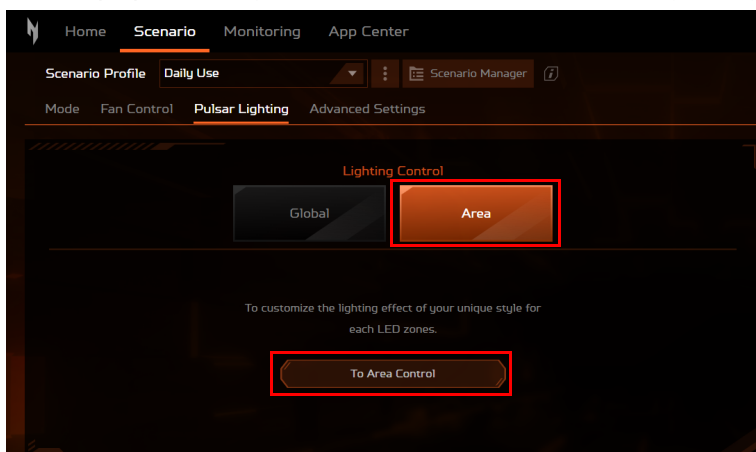 Home Scenario Monitoring App Center
Scenario Profile Daily Use Scenario Manager i
Mode Fan Control Pulsar Lighting Advanced Settings
Lighting Control
Global Area
To customize the lighting effect of your unique style for
each LED zones.
To Area Control